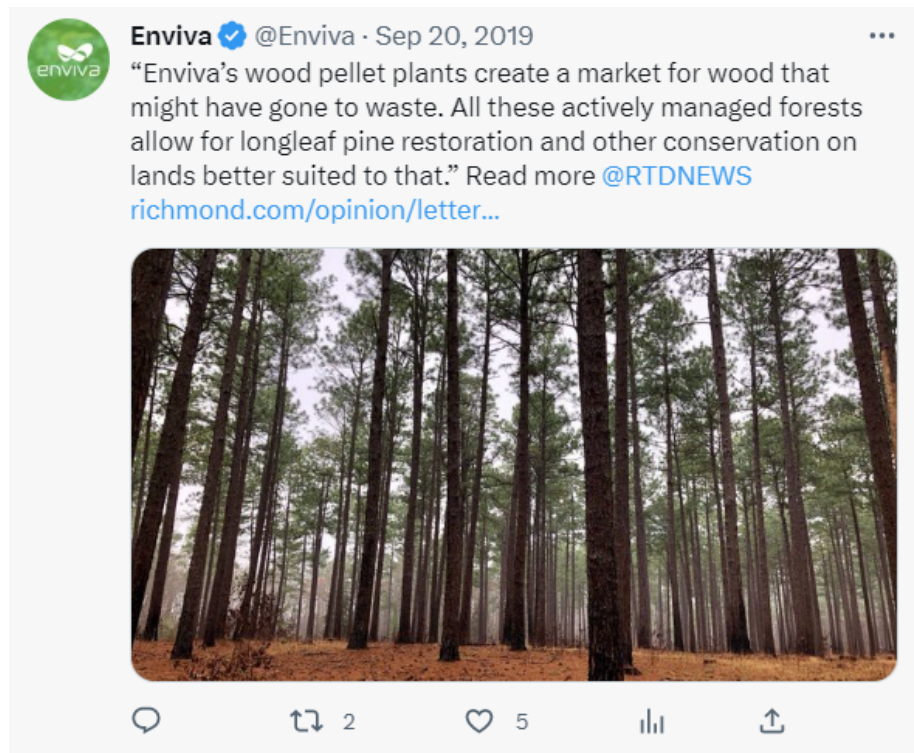 Enviva @Enviva · Sep 20, 2019
enviva
“Enviva’s wood pellet plants create a market for wood that
might have gone to waste. All these actively managed forests
allow for longleaf pine restoration and other conservation on
lands better suited to that.” Read more @RTDNEWS
richmond.com/opinion/letter...
2 5